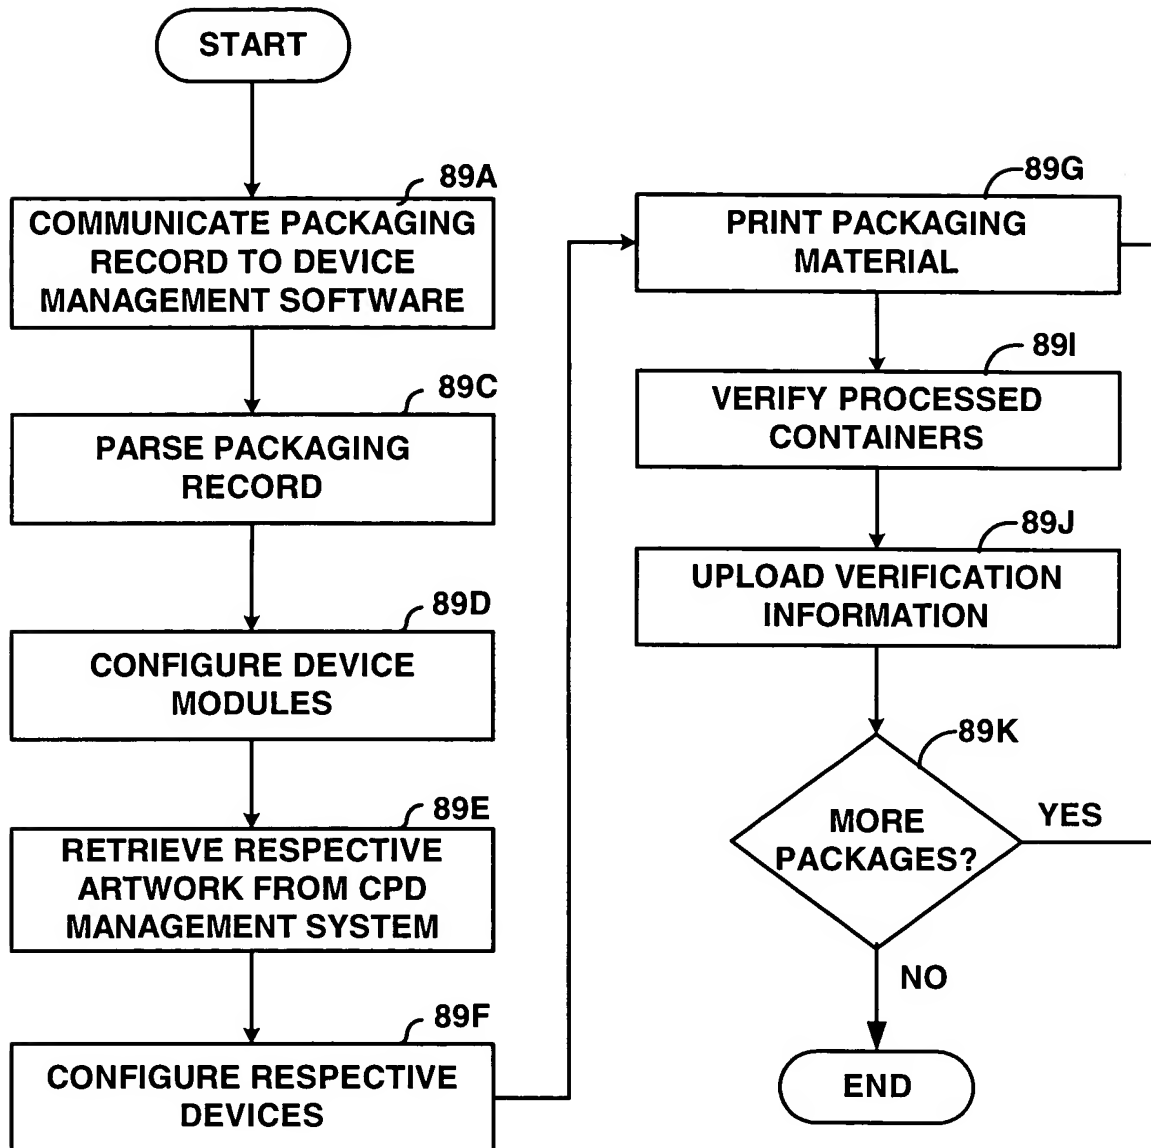 START
89A
COMMUNICATE PACKAGING
RECORD TO DEVICE
MANAGEMENT SOFTWARE
89C
PARSE PACKAGING
RECORD
89D
CONFIGURE DEVICE
MODULES
89E
RETRIEVE RESPECTIVE
ARTWORK FROM CPD
MANAGEMENT SYSTEM
89F
CONFIGURE RESPECTIVE
DEVICES
89G
PRINT PACKAGING
MATERIAL
89I
VERIFY PROCESSED
CONTAINERS
89J
UPLOAD VERIFICATION
INFORMATION
89K
MORE
PACKAGES?
YES
NO
END